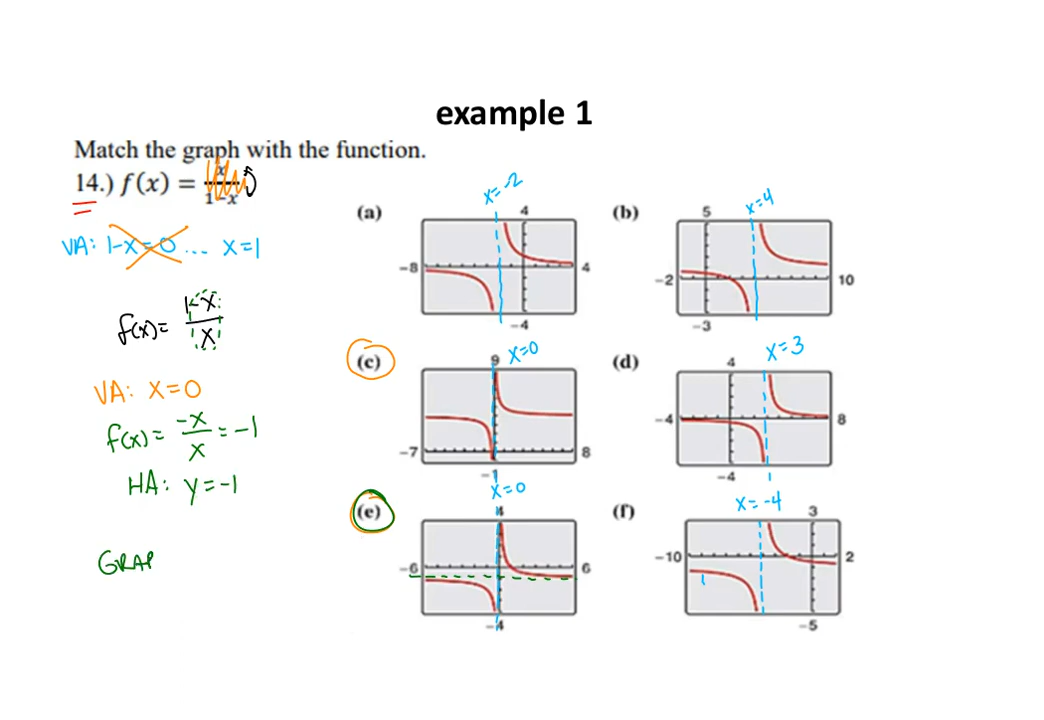 example 1
Match the graph with the function.
14.) f(x) =
1-x
VA: 1-x=0 ... x=1
f(x)= 1-x
x
VA: x=0
f(x)= -x = -1
x
HA: y=-1
GRAP
(a) x=-2
4
-8 4
-4
(b) 5 x=4
-2 10
-3
(c) 9 x=0
-7 8
-1
(d) 4 x=3
-4 8
-4
(e) x=0
4
-6 6
-4
(f) x=-4 3
-10 2
-5